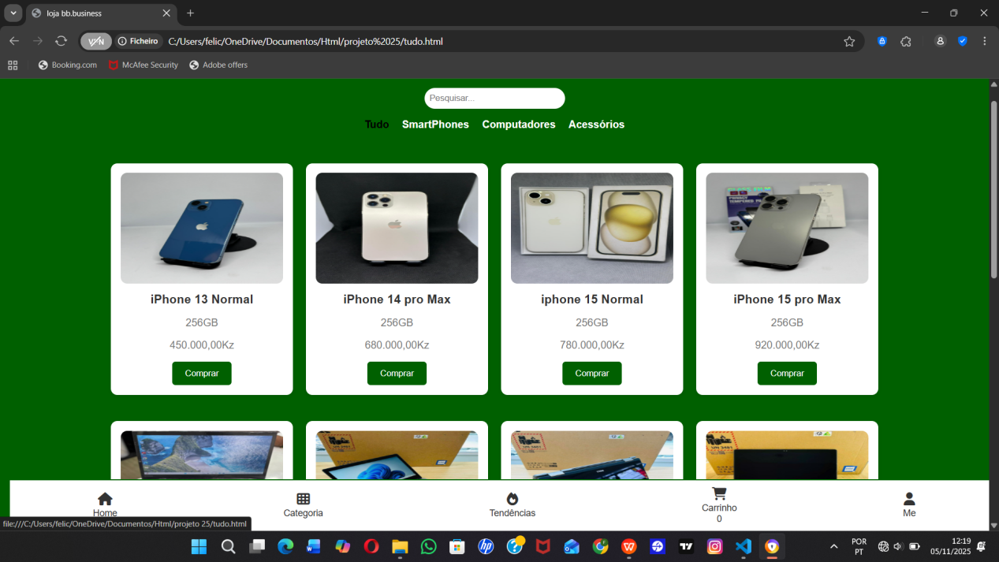 loja bb.business
VPN
Ficheiro
C:/Users/felic/OneDrive/Documentos/Html/projeto%2025/tudo.html
Booking.com
McAfee Security
Adobe offers
Pesquisar...
Tudo
SmartPhones
Computadores
Acessórios
PRIVACY
iPhone 13 Normal
iPhone 14 pro Max
iphone 15 Normal
iPhone 15 pro Max
256GB
256GB
256GB
256GB
450.000,00Kz
680.000,00Kz
780.000,00Kz
920.000,00Kz
Comprar
Comprar
Comprar
Comprar
Home
Categoria
Tendências
Carrinho
0
Me
file:///C:/Users/felic/OneDrive/Documentos/Html/projeto 25/tudo.html
POR
PT
12:19
05/11/2025